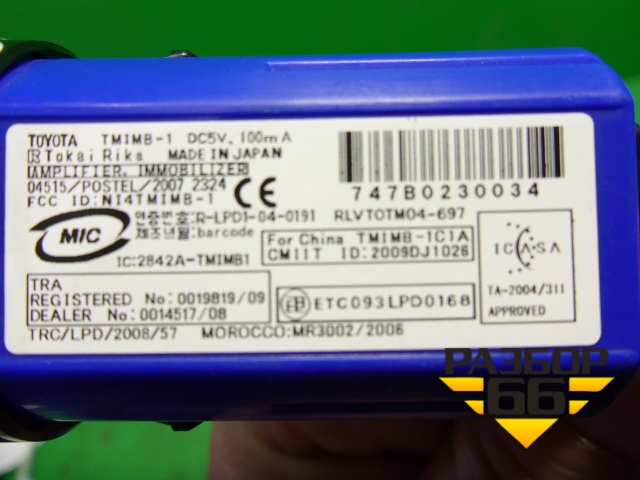 TOYOTA TMIMB-1 DC5V, 100mA
Tokai Rika MADE IN JAPAN
AMPLIFIER, IMMOBILIZER
04515/POSTEL/2007 2324 CE
FCC ID:NI4TMIMB-1
747B0230034
MIC
인증번호:R-LPD1-04-0191 RLVTOTM04-697
제조년월:barcode
IC:2842A-TMIMB1
For China TMIMB-1C1A
CMIIT ID:2009DJ1026
ICASA
TA-2004/311
APPROVED
TRA
REGISTERED No:0019819/09
DEALER No:0014517/08
ETC093LPD0168
TRC/LPD/2008/57 MOROCCO:MR3002/2006
РАЗБОР
66